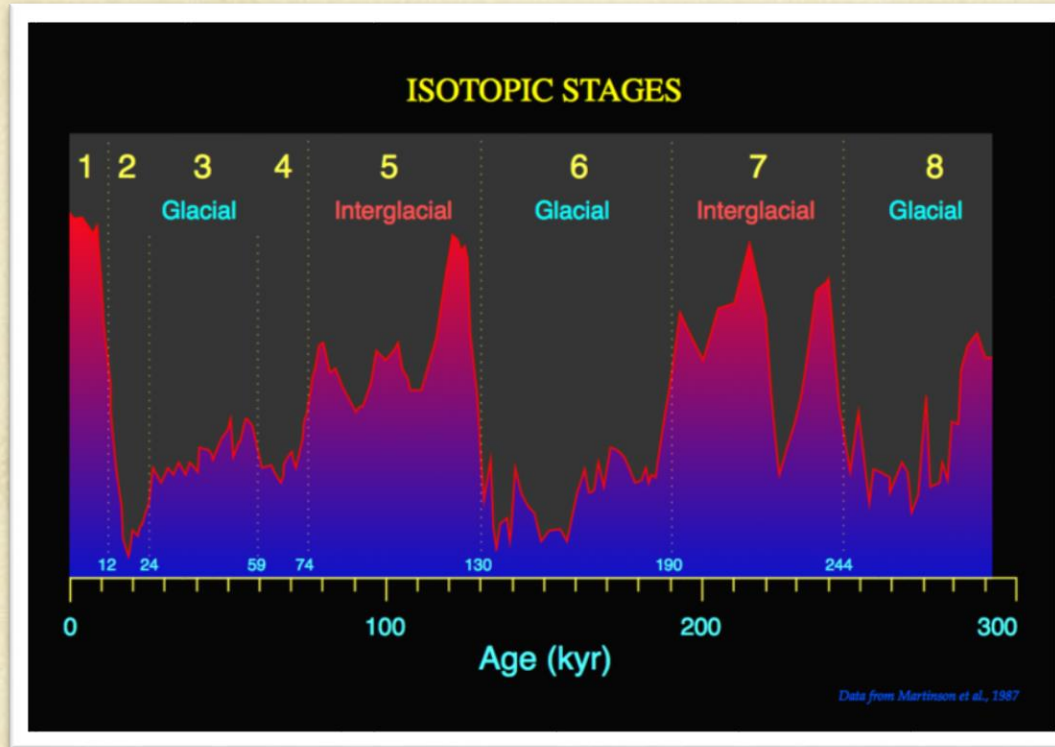 ISOTOPIC STAGES
1 2 3 4 5 6 7 8
Glacial Interglacial Glacial Interglacial Glacial
12 24 59 74 130 190 244
0 100 200 300
Age (kyr)
Data from Martinson et al., 1987